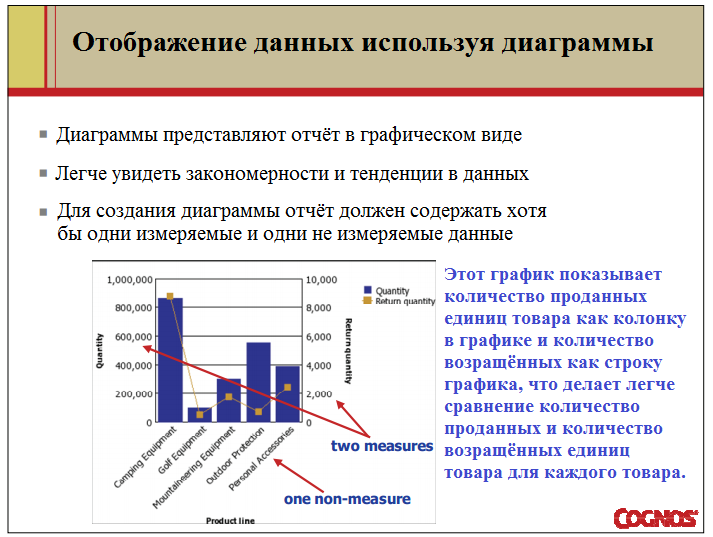 Отображение данных используя диаграммы
Диаграммы представляют отчёт в графическом виде
Легче увидеть закономерности и тенденции в данных
Для создания диаграммы отчёт должен содержать хотя
бы одни измеряемые и одни не измеряемые данные
1,000,000
800,000
600,000
400,000
200,000
0
Quantity
10,000
8,000
6,000
4,000
2,000
0
Return quantity
Quantity
Return quantity
Camping Equipment
Golf Equipment
Mountaineering Equipment
Outdoor Protection
Personal Accessories
Product line
two measures
one non-measure
Этот график показывает
количество проданных
единиц товара как колонку
в графике и количество
возращённых как строку
графика, что делает легче
сравнение количество
проданных и количество
возращённых единиц
товара для каждого товара.
COGNOS